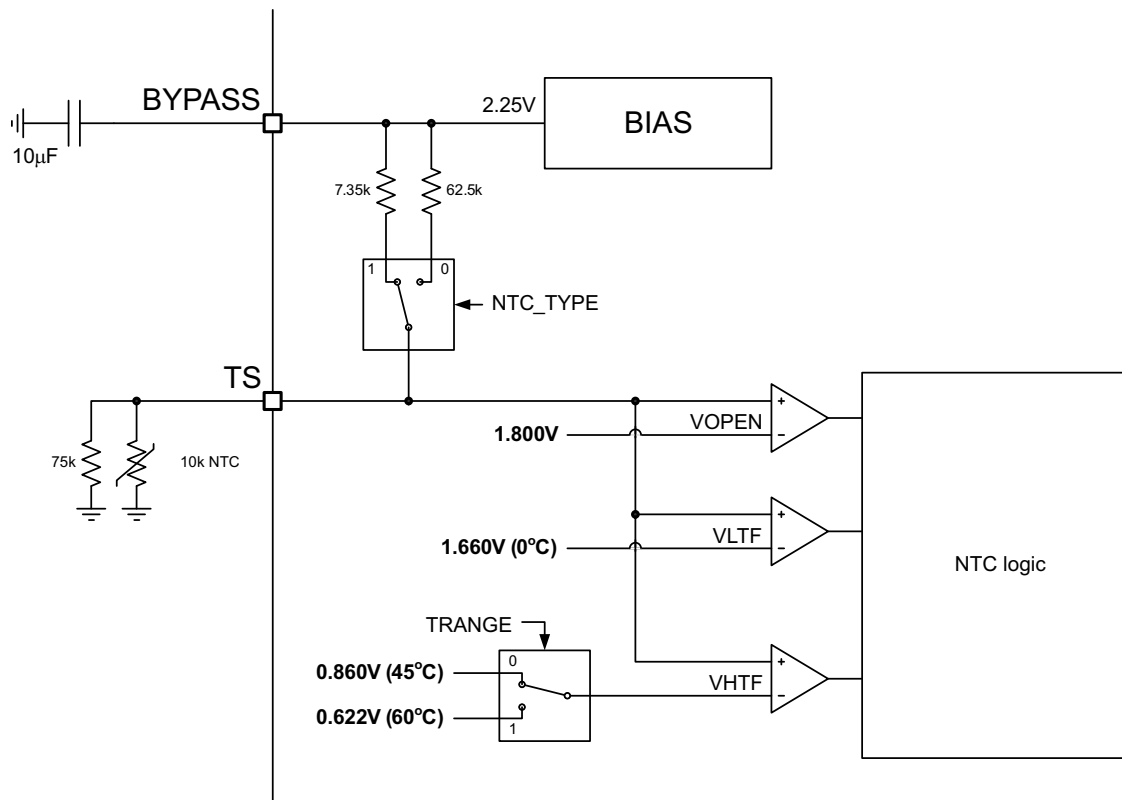 BYPASS
2.25V
BIAS
10μF
7.35k
62.5k
1
0
NTC_TYPE
TS
+
VOPEN
−
1.800V
75k
10k NTC
+
VLTF
−
1.660V (0°C)
NTC logic
TRANGE
0
+
0.860V (45°C)
VHTF
−
0.622V (60°C)
1